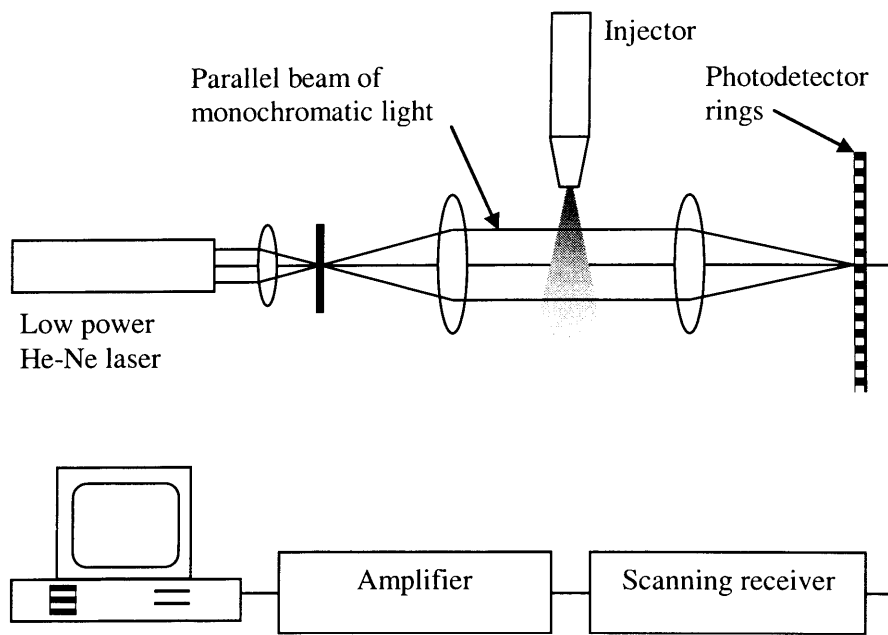 Injector
Parallel beam of
monochromatic light
Photodetector
rings
Low power
He-Ne laser
Amplifier
Scanning receiver